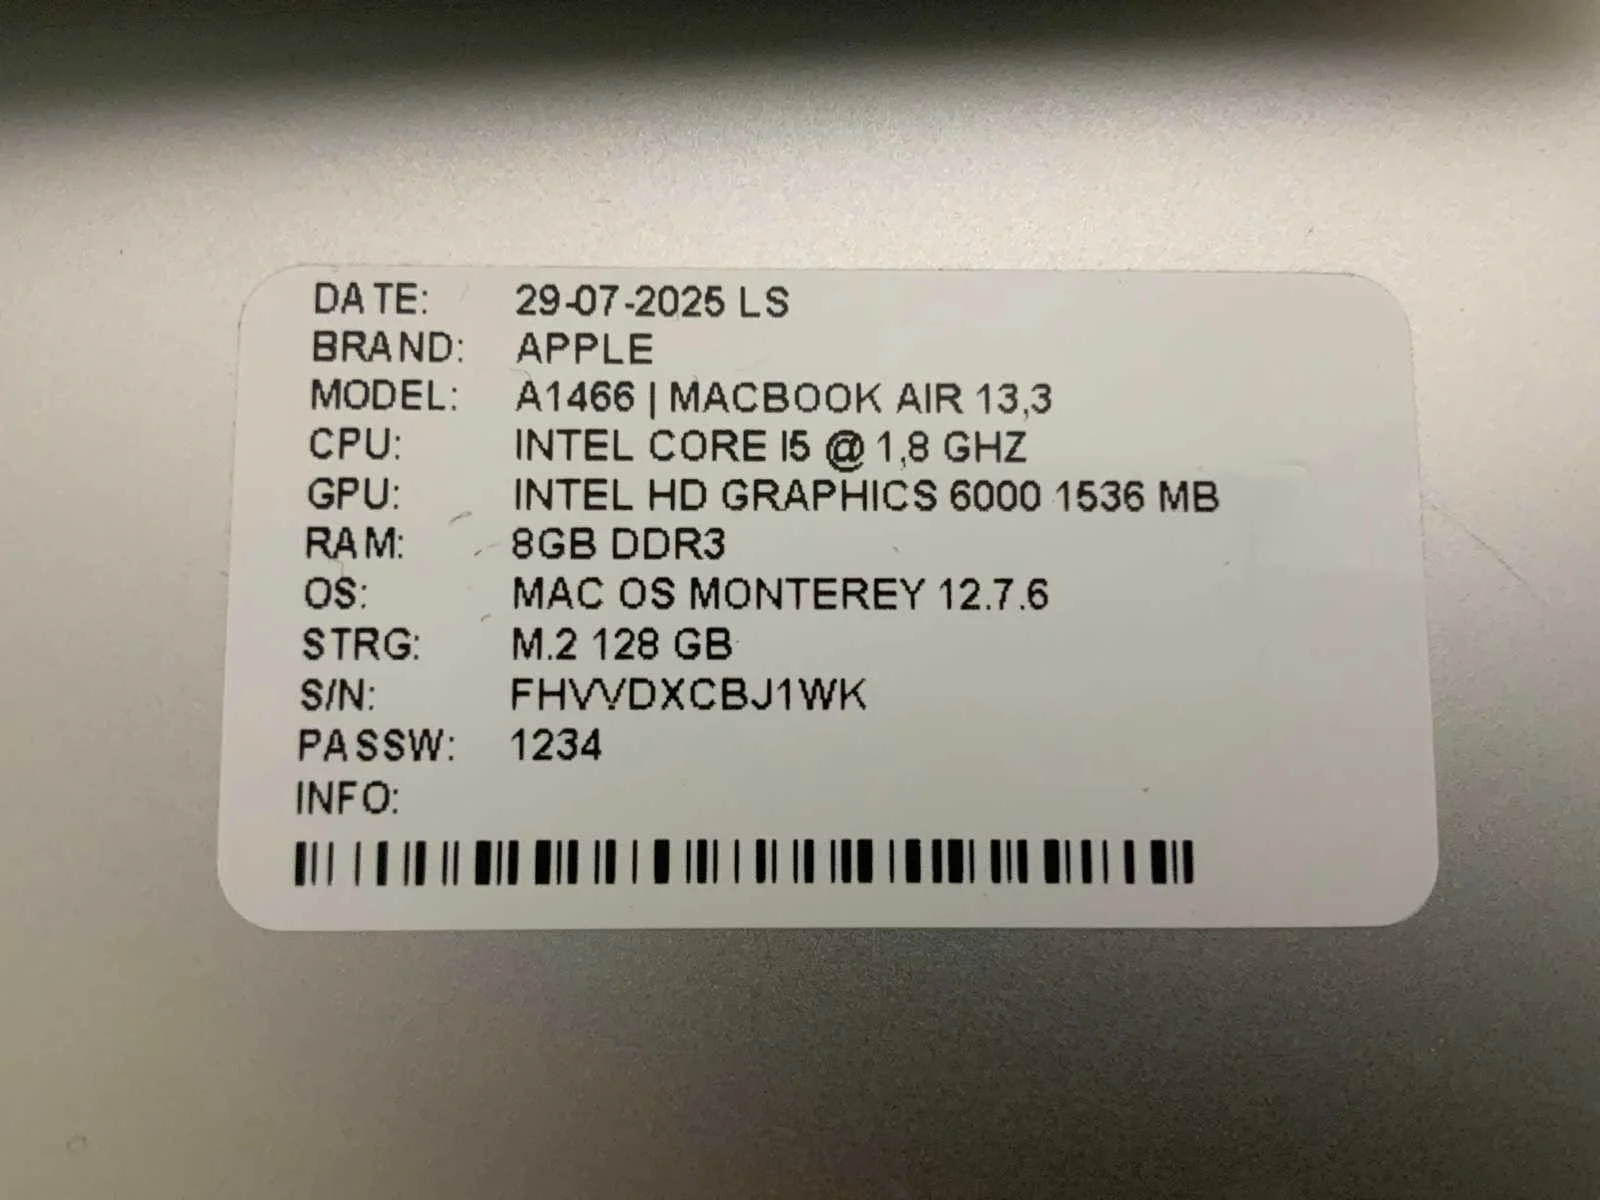 DATE: 29-07-2025 LS
BRAND: APPLE
MODEL: A1466 | MACBOOK AIR 13,3
CPU: INTEL CORE I5 @ 1,8 GHZ
GPU: INTEL HD GRAPHICS 6000 1536 MB
RAM: 8GB DDR3
OS: MAC OS MONTEREY 12.7.6
STRG: M.2 128 GB
S/N: FHVVDXCBJ1WK
PASSW: 1234
INFO: